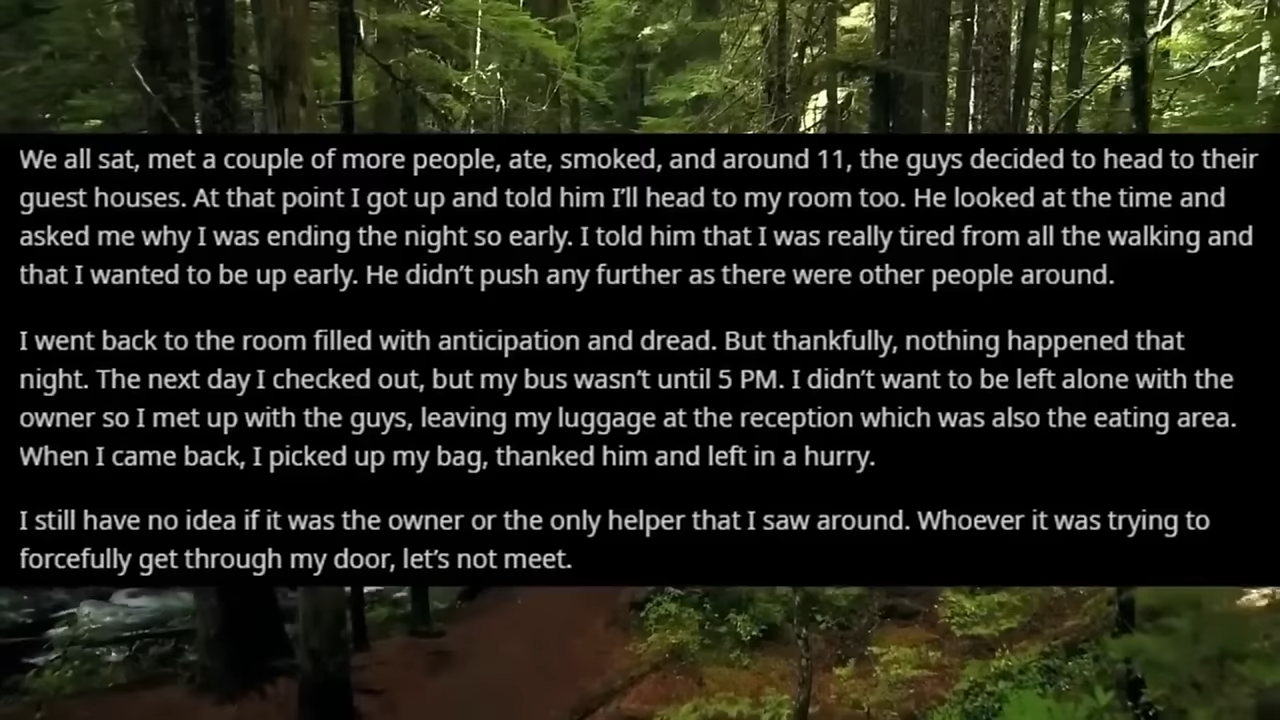 We all sat, met a couple of more people, ate, smoked, and around 11, the guys decided to head to their
guest houses. At that point I got up and told him I’ll head to my room too. He looked at the time and
asked me why I was ending the night so early. I told him that I was really tired from all the walking and
that I wanted to be up early. He didn’t push any further as there were other people around.
I went back to the room filled with anticipation and dread. But thankfully, nothing happened that
night. The next day I checked out, but my bus wasn’t until 5 PM. I didn’t want to be left alone with the
owner so I met up with the guys, leaving my luggage at the reception which was also the eating area.
When I came back, I picked up my bag, thanked him and left in a hurry.
I still have no idea if it was the owner or the only helper that I saw around. Whoever it was trying to
forcefully get through my door, let’s not meet.